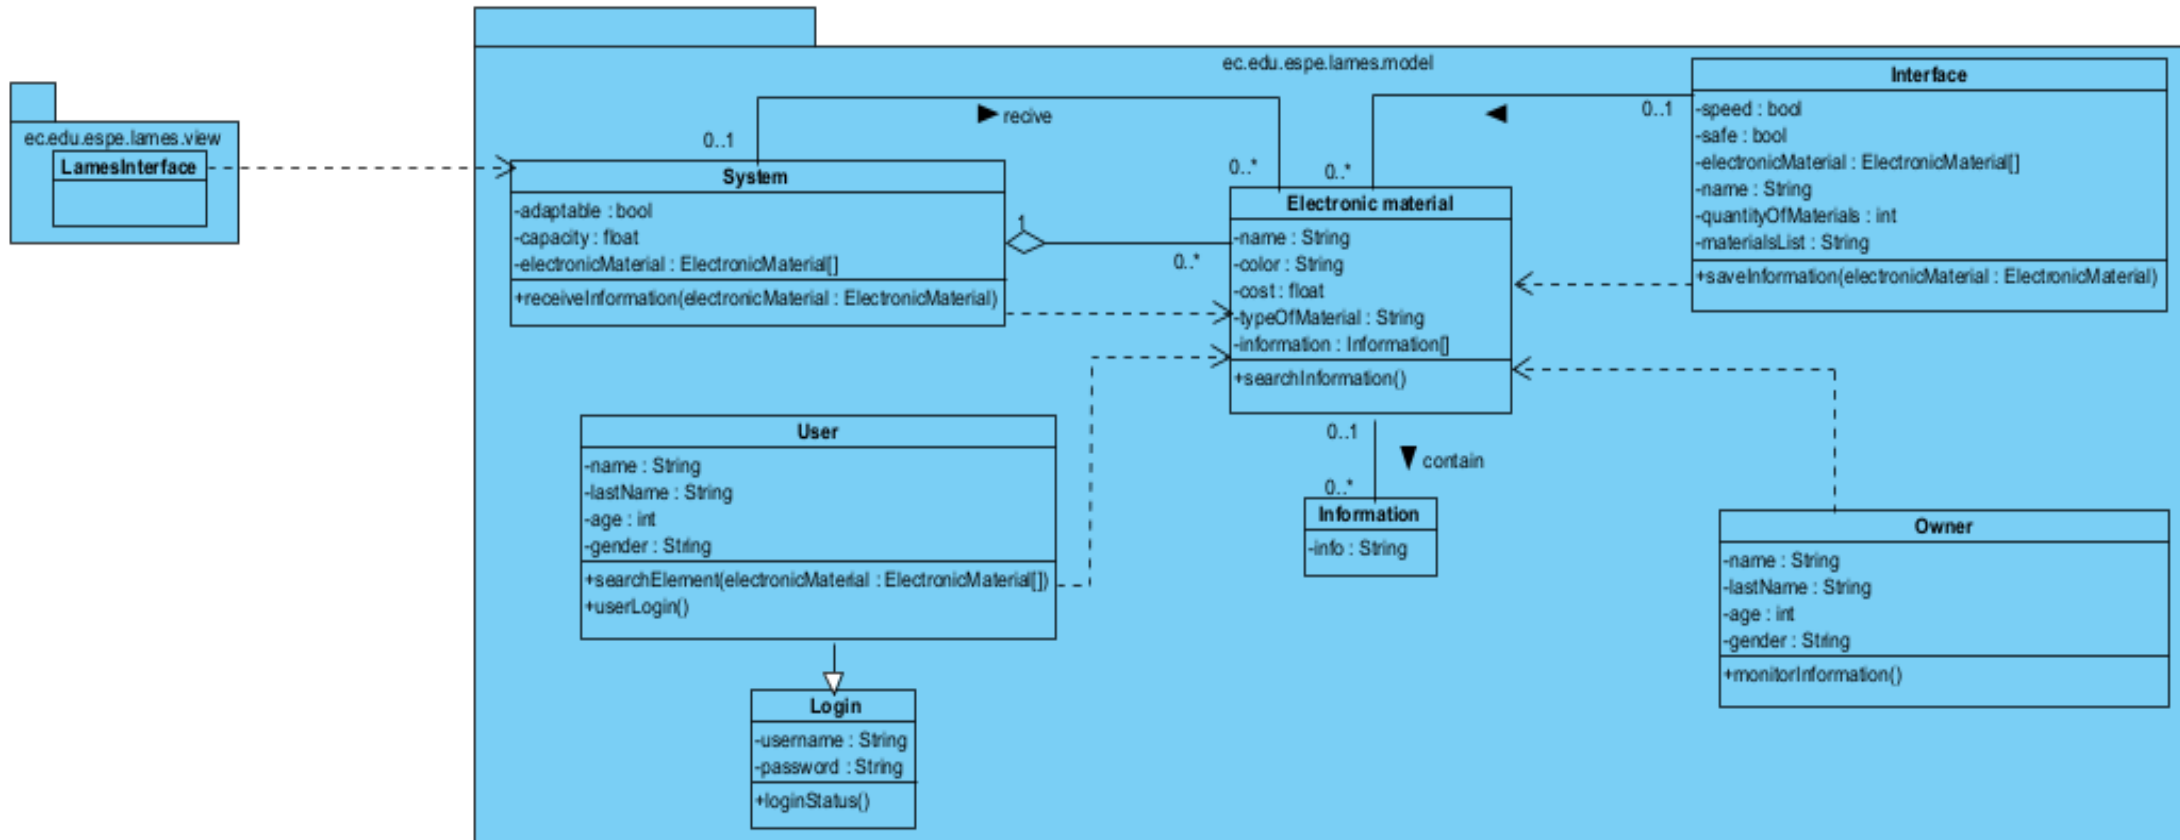 ec.edu.espe.lames.view
LamesInterface
ec.edu.espe.lames.model
recive
0..1
0..*
0..*
0..1
System
-adaptable : bool
-capacity : float
-electronicMaterial : ElectronicMaterial[]
+receiveInformation(electronicMaterial : ElectronicMaterial)
1
0..*
Electronic material
-name : String
-color : String
-cost : float
-typeOfMaterial : String
-information : Information[]
+searchInformation()
Interface
-speed : bool
-safe : bool
-electronicMaterial : ElectronicMaterial[]
-name : String
-quantityOfMaterials : int
-materialsList : String
+saveInformation(electronicMaterial : ElectronicMaterial)
0..1
contain
0..*
Information
-info : String
User
-name : String
-lastName : String
-age : int
-gender : String
+searchElement(electronicMaterial : ElectronicMaterial[])
+userLogin()
Owner
-name : String
-lastName : String
-age : int
-gender : String
+monitorInformation()
Login
-username : String
-password : String
+loginStatus()